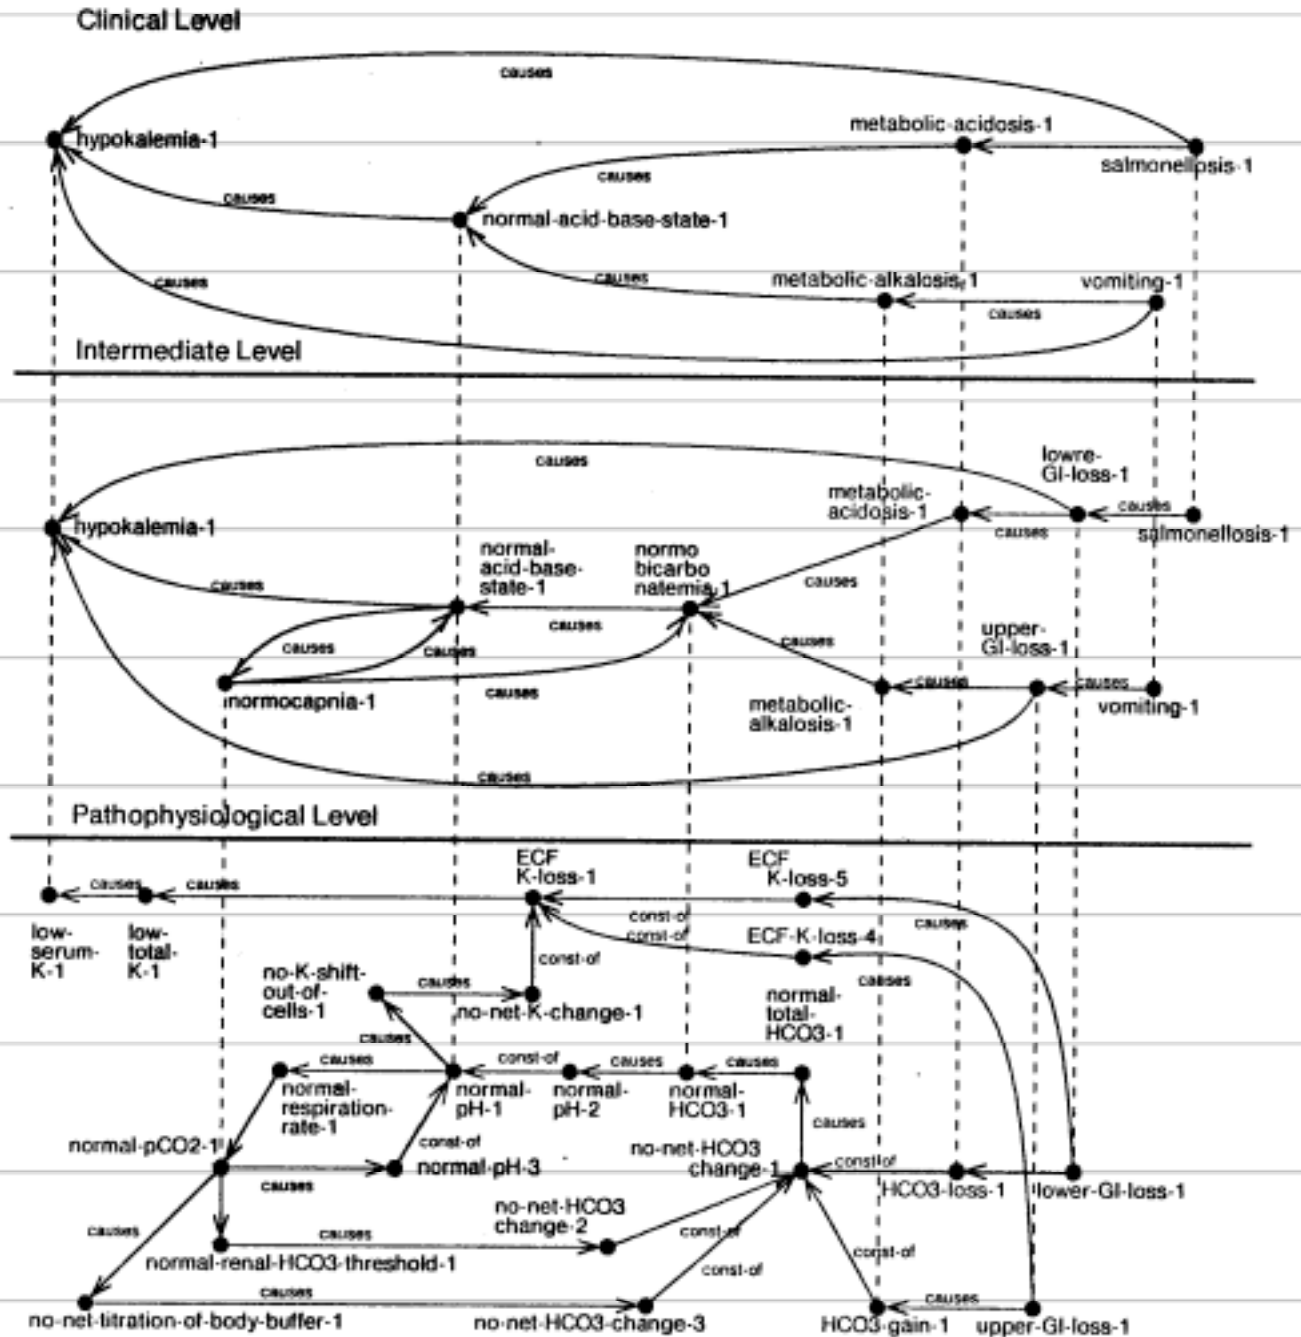 Clinical Level
causes
hypokalemia-1
metabolic-acidosis-1
salmonellosis-1
causes
causes
normal-acid-base-state-1
causes
causes
metabolic-alkalosis-1
vomiting-1
causes
Intermediate Level
causes
lowre-
GI-loss-1
metabolic-
acidosis-1
causes
causes
salmonellosis-1
hypokalemia-1
normal-
acid-base-
state-1
normo
bicarbo
natemia-1
causes
causes
causes
causes
causes
causes
upper-
GI-loss-1
normocapnia-1
causes
metabolic-
alkalosis-1
causes
causes
vomiting-1
causes
Pathophysiological Level
ECF
K-loss-1
ECF
K-loss-5
causes
causes
const-of
const-of
causes
ECF-K-loss-4
low-
serum-
K-1
low-
total-
K-1
const-of
causes
no-K-shift-
out-of-
cells-1
causes
no-net-K-change-1
normal-
total-
HCO3-1
causes
causes
const-of
causes
causes
normal-
respiration-
rate-1
normal-
pH-1
normal-
pH-2
normal-
HCO3-1
causes
normal-pCO2-1
const-of
normal-pH-3
causes
no-net-HCO3
change-1
const-of
HCO3-loss-1
lower-GI-loss-1
no-net-HCO3
change-2
causes
causes
const-of
const-of
const-of
normal-renal-HCO3-threshold-1
causes
causes
no-net-titration-of-body-buffer-1
no-net-HCO3-change-3
HCO3-gain-1
upper-GI-loss-1